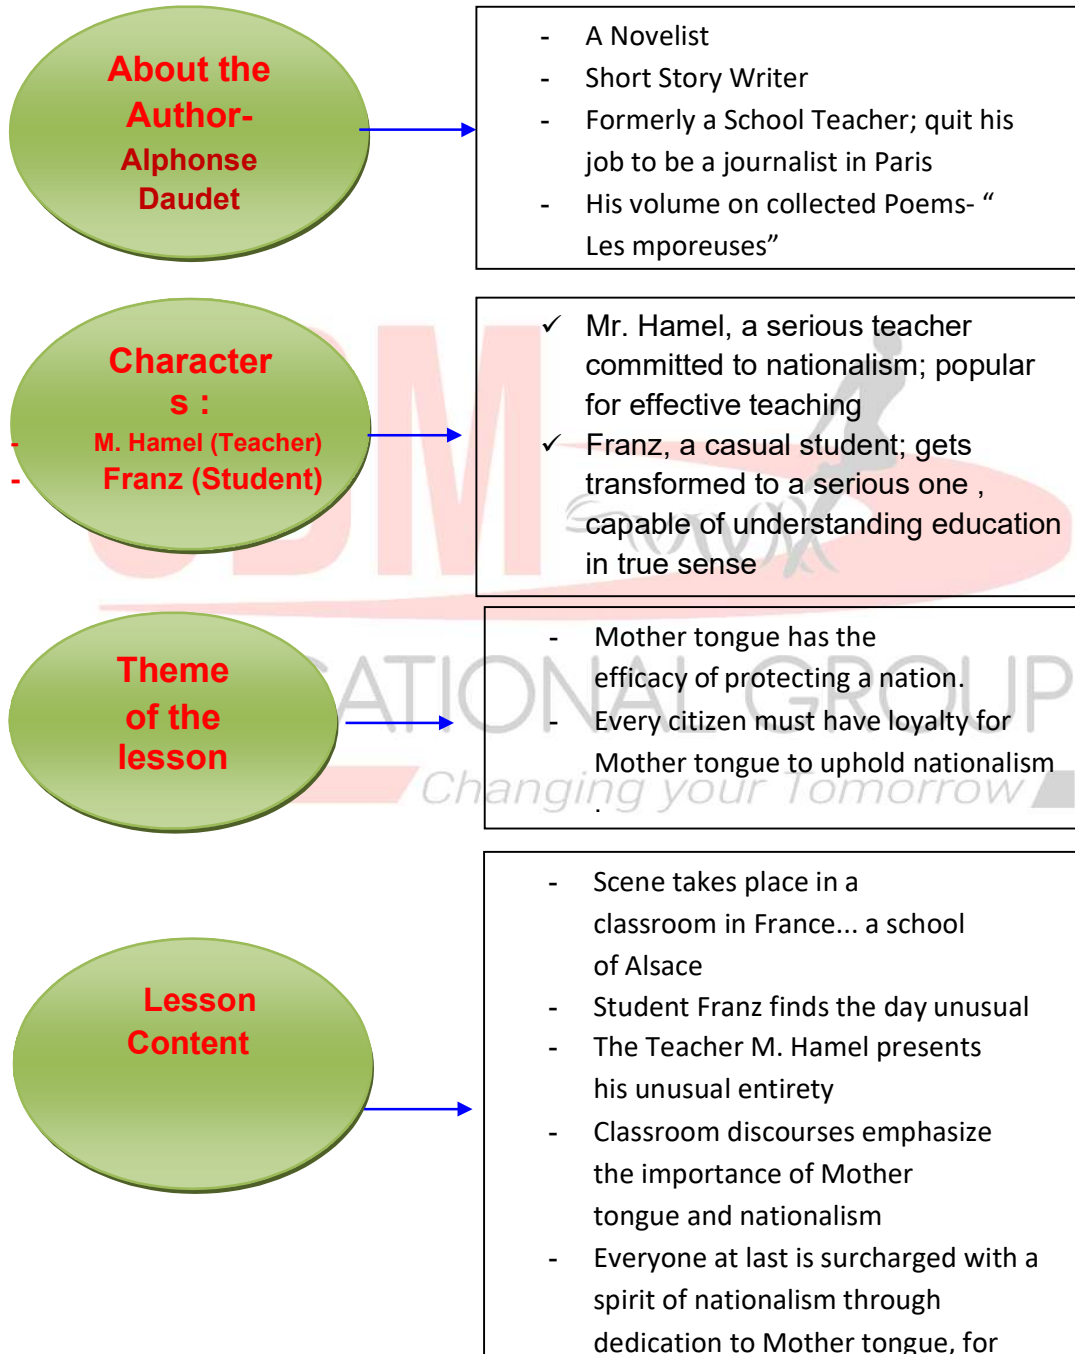 About the
Author-
Alphonse
Daudet
- A Novelist
- Short Story Writer
- Formerly a School Teacher; quit his
job to be a journalist in Paris
- His volume on collected Poems- “
Les mporeuses”
Character
s :
- M. Hamel (Teacher)
- Franz (Student)
✓ Mr. Hamel, a serious teacher
committed to nationalism; popular
for effective teaching
✓ Franz, a casual student; gets
transformed to a serious one ,
capable of understanding education
in true sense
Theme
of the
lesson
- Mother tongue has the
efficacy of protecting a nation.
- Every citizen must have loyalty for
Mother tongue to uphold nationalism
.
Lesson
Content
- Scene takes place in a
classroom in France... a school
of Alsace
- Student Franz finds the day unusual
- The Teacher M. Hamel presents
his unusual entirety
- Classroom discourses emphasize
the importance of Mother
tongue and nationalism
- Everyone at last is surcharged with a
spirit of nationalism through
dedication to Mother tongue, for
GROUP
Changing your Tomorrow